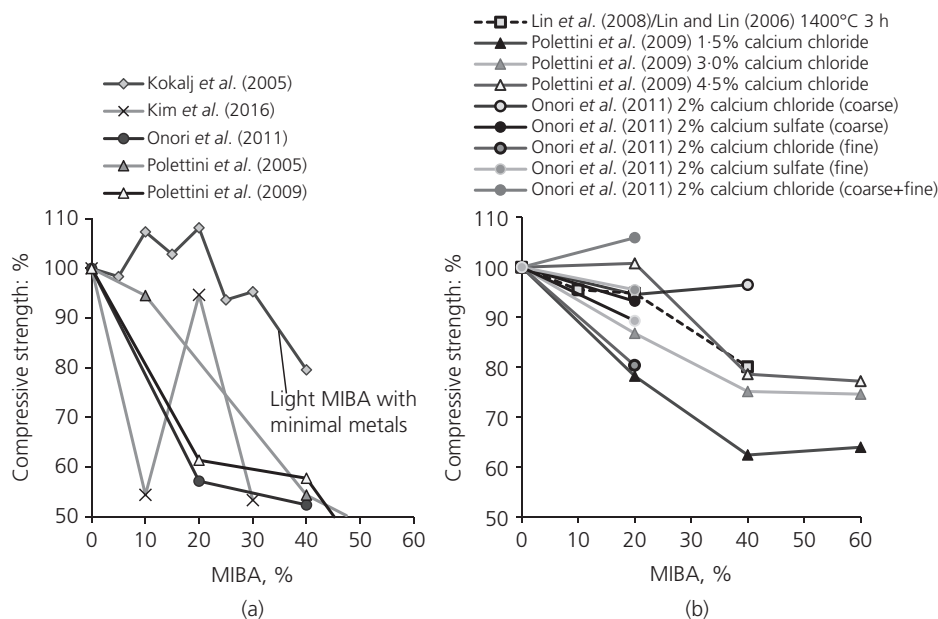 Kokalj et al. (2005)
Kim et al. (2016)
Onori et al. (2011)
Polettini et al. (2005)
Polettini et al. (2009)
110
100
90
80
70
60
50
0 10 20 30 40 50 60
Compressive strength: %
MIBA, %
Light MIBA with
minimal metals
(a)
Lin et al. (2008)/Lin and Lin (2006) 1400°C 3 h
Polettini et al. (2009) 1·5% calcium chloride
Polettini et al. (2009) 3·0% calcium chloride
Polettini et al. (2009) 4·5% calcium chloride
Onori et al. (2011) 2% calcium chloride (coarse)
Onori et al. (2011) 2% calcium sulfate (coarse)
Onori et al. (2011) 2% calcium chloride (fine)
Onori et al. (2011) 2% calcium sulfate (fine)
Onori et al. (2011) 2% calcium chloride (coarse+fine)
110
100
90
80
70
60
50
0 10 20 30 40 50 60
Compressive strength: %
MIBA, %
(b)